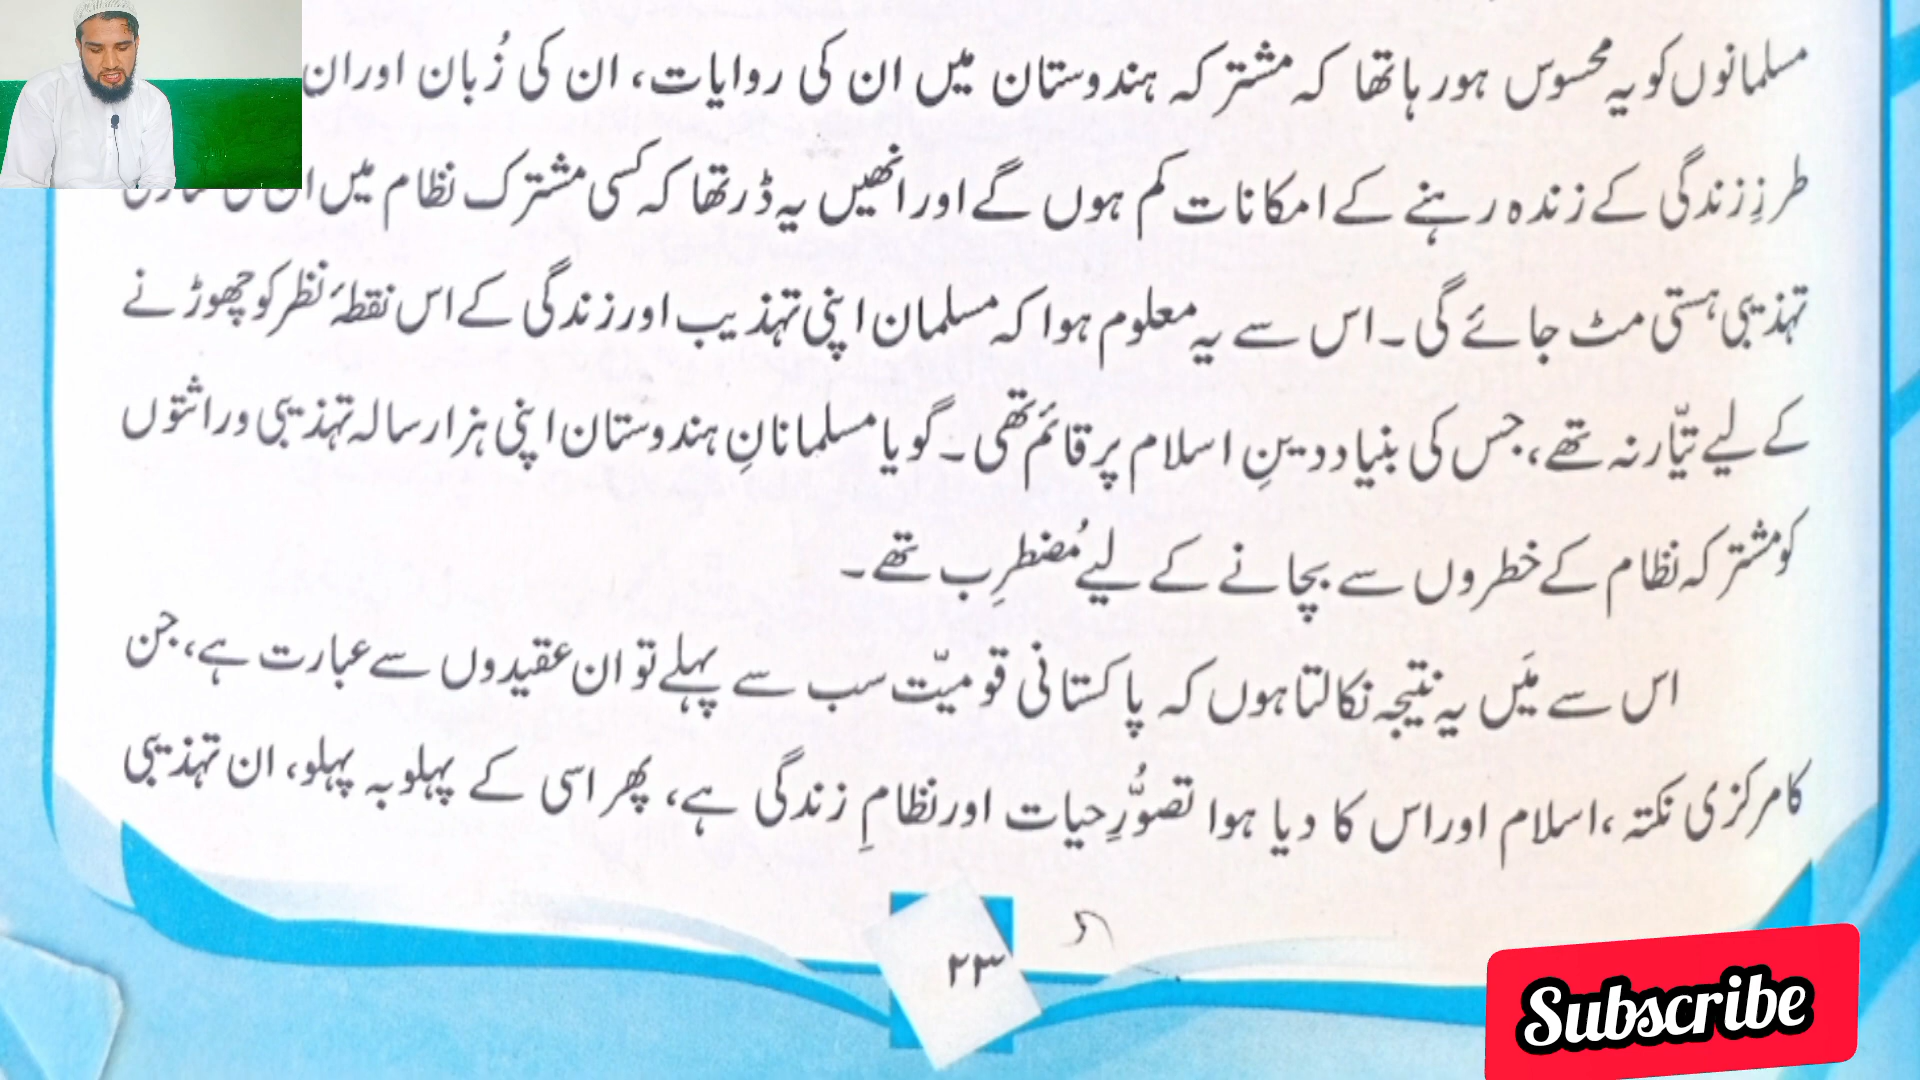 مسلمانوں کو یہ محسوس ہو رہا تھا کہ مشترکہ ہندوستان میں ان کی روایات، ان کی زُبان اور ان
طرزِ زندگی کے زندہ رہنے کے امکانات کم ہوں گے اور انھیں یہ ڈر تھا کہ کسی مشترک نظام میں
تہذیبی ہستی مٹ جائے گی۔ اس سے یہ معلوم ہوا کہ مسلمان اپنی تہذیب اور زندگی کے اس نقطۂ نظر کو چھوڑنے
کے لیے تیّار نہ تھے، جس کی بنیاد دینِ اسلام پر قائم تھی۔ گویا مسلمانانِ ہندوستان اپنی ہزار سالہ تہذیبی وراثتوں
کو مشترکہ نظام کے خطروں سے بچانے کے لیے مُضطرِب تھے۔
اس سے مَیں یہ نتیجہ نکالتا ہوں کہ پاکستانی قومیّت سب سے پہلے تو ان عقیدوں سے عبارت ہے، جن
کا مرکزی نکتہ، اسلام اور اس کا دیا ہوا تصوُّرِ حیات اور نظامِ زندگی ہے، پھر اسی کے پہلو بہ پہلو، ان تہذیبی
۲۳
Subscribe